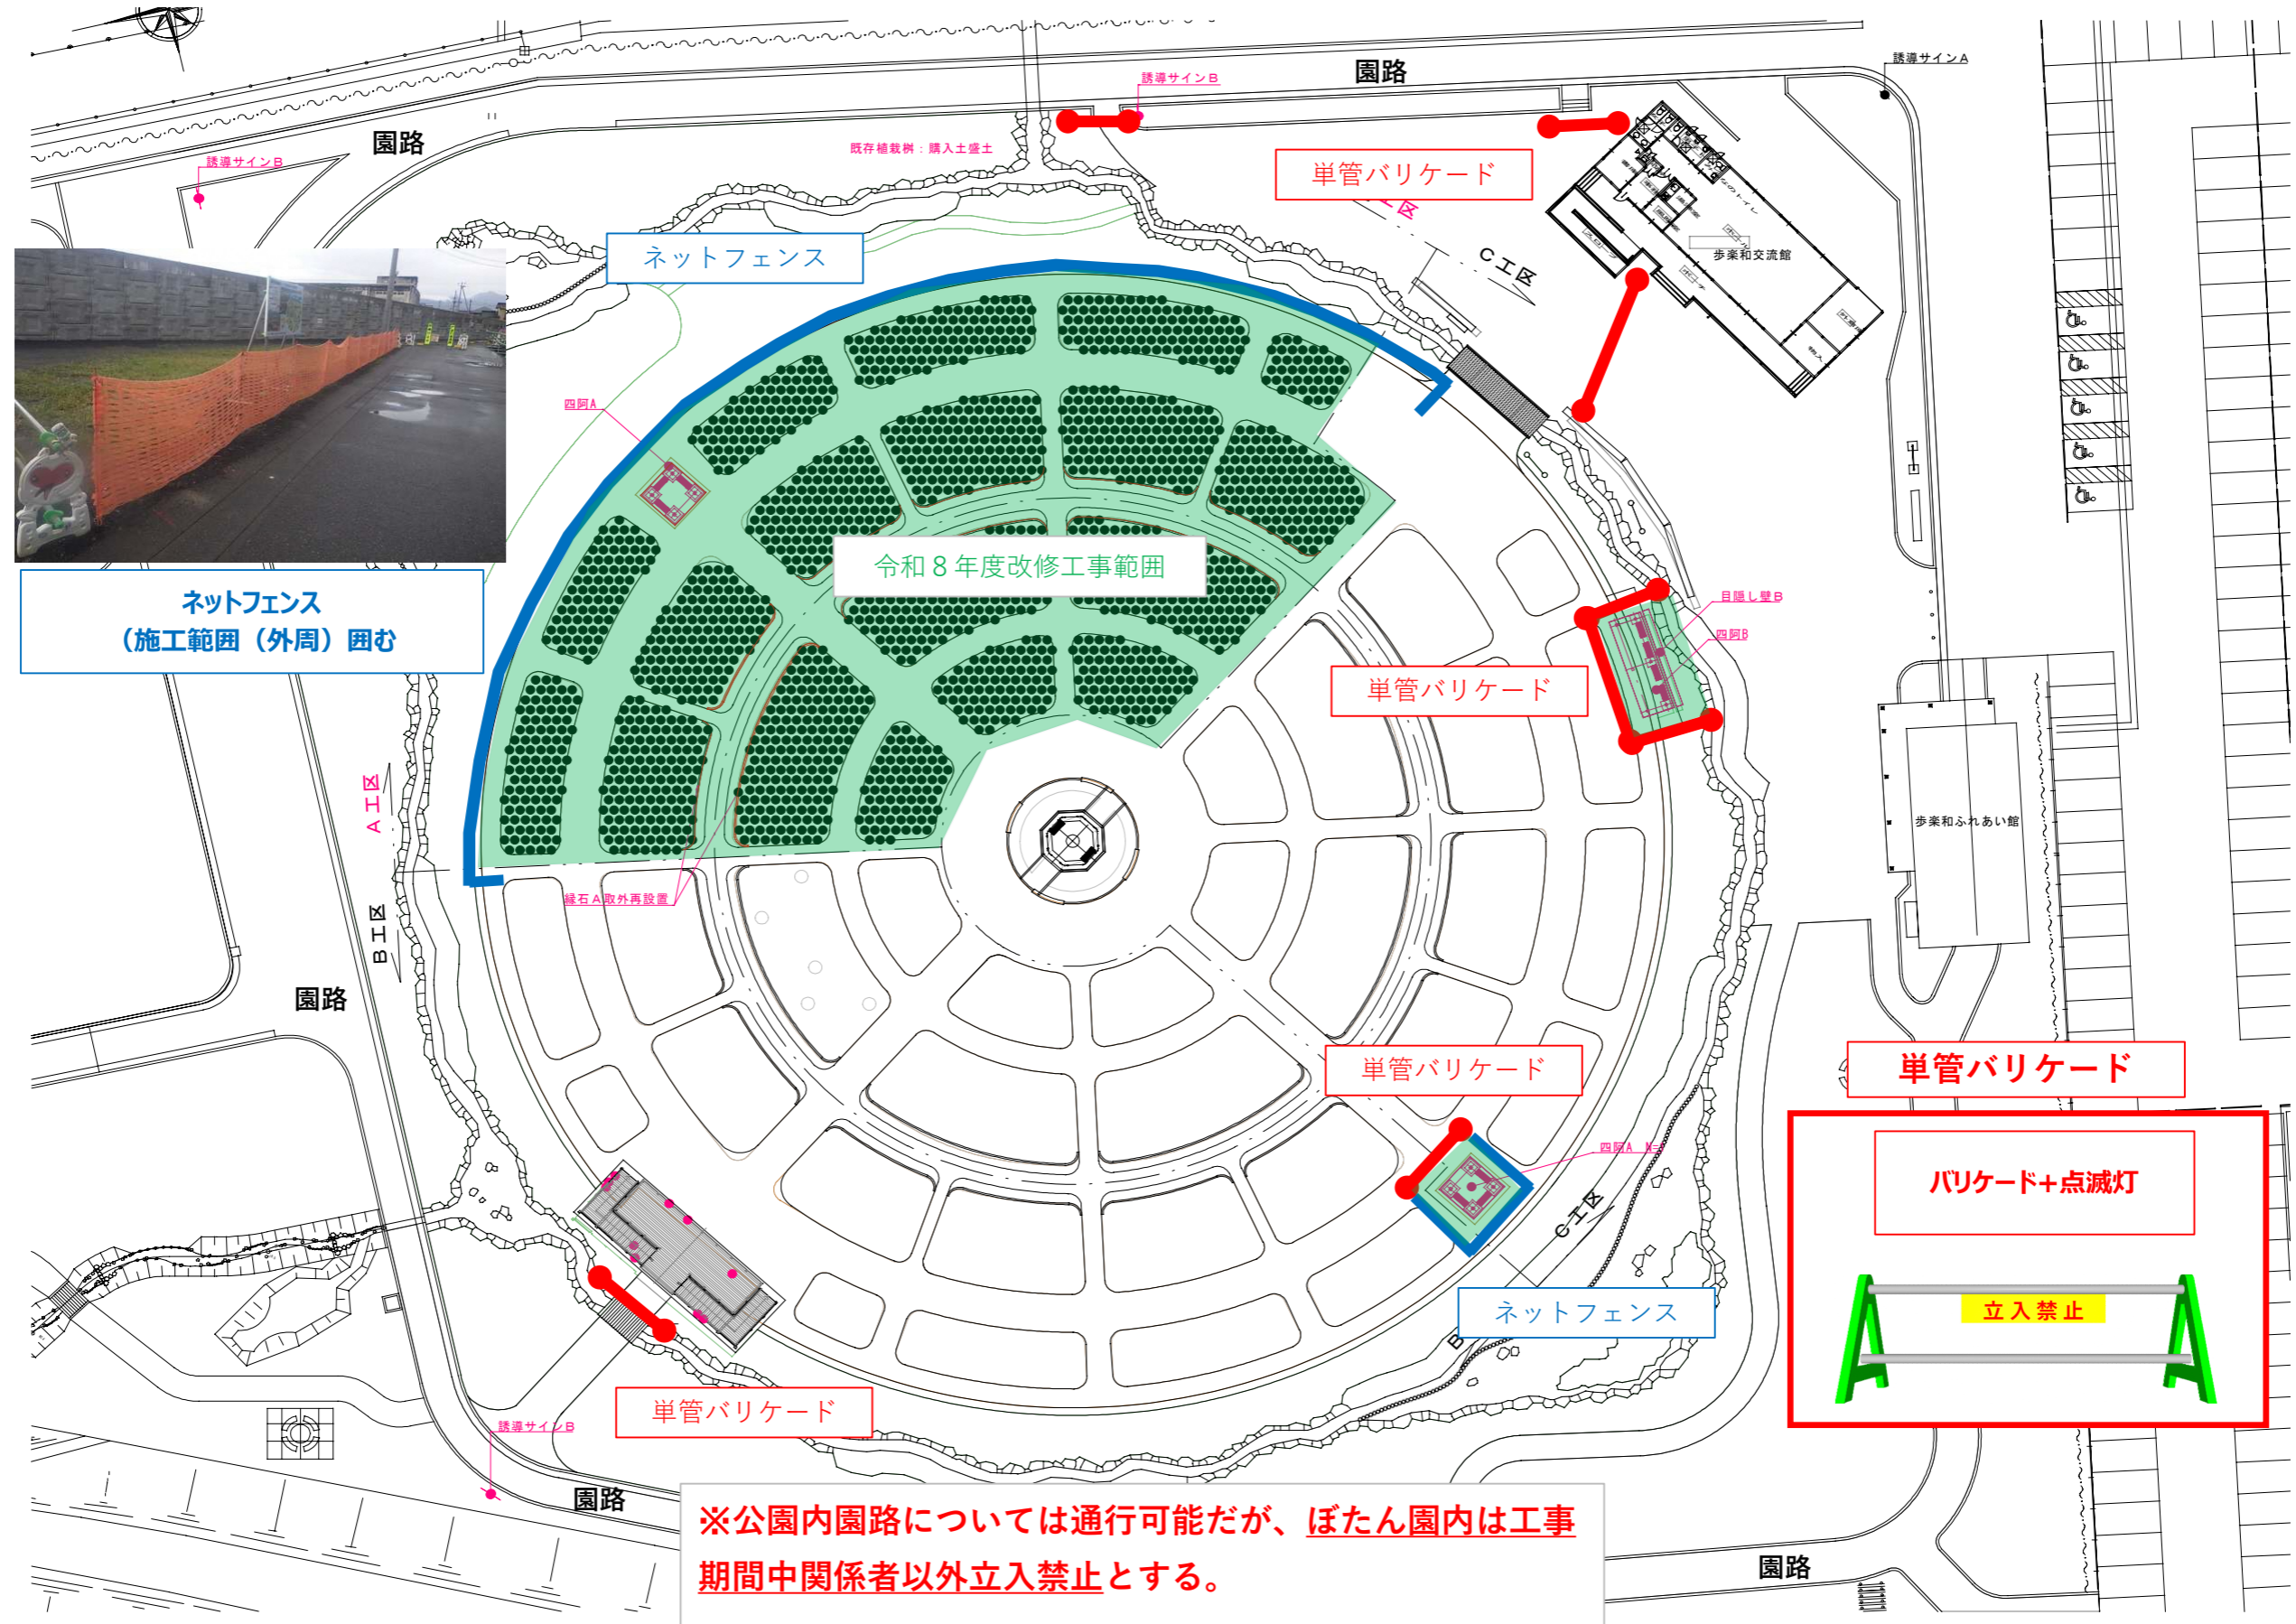 誘導サインA
園路
誘導サインB
園路
既存植栽桝：購入土盛土
誘導サインB
単管バリケード
工区
C工区
歩楽和交流館
ネットフェンス
四阿A
令和８年度改修工事範囲
ネットフェンス
（施工範囲（外周）囲む
目隠し壁B
四阿B
単管バリケード
A工区
B工区
歩楽和ふれあい館
縁石A取外再設置
園路
単管バリケード
単管バリケード
バリケード+点滅灯
立入禁止
四阿A
C工区
ネットフェンス
B
単管バリケード
誘導サインB
園路
※公園内園路については通行可能だが、ぼたん園内は工事
期間中関係者以外立入禁止とする。
園路